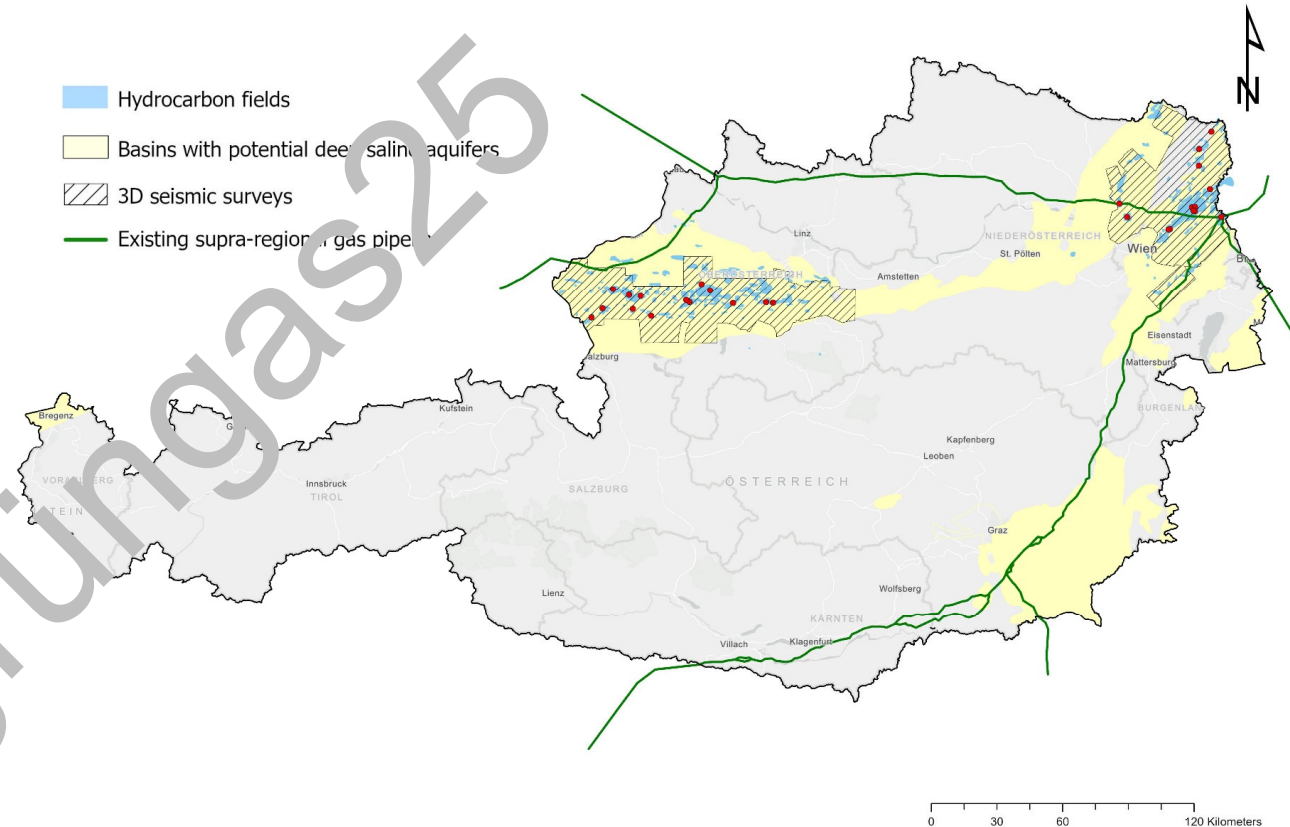 N
Hydrocarbon fields
Basins with potential deep saline aquifers
3D seismic surveys
Existing supra-regional gas
Linz
NIEDERÖSTERREICH
St. Pölten
Wien
Amstetten
Eisenstadt
Mattersburg
Bregenz
Kufstein
Kapfenberg
Leoben
Innsbruck
TIROL
SALZBURG
ÖSTERREICH
Graz
Lienz
Wolfsberg
KÄRNTEN
Villach
Klagenfurt
0 30 60 120 Kilometers